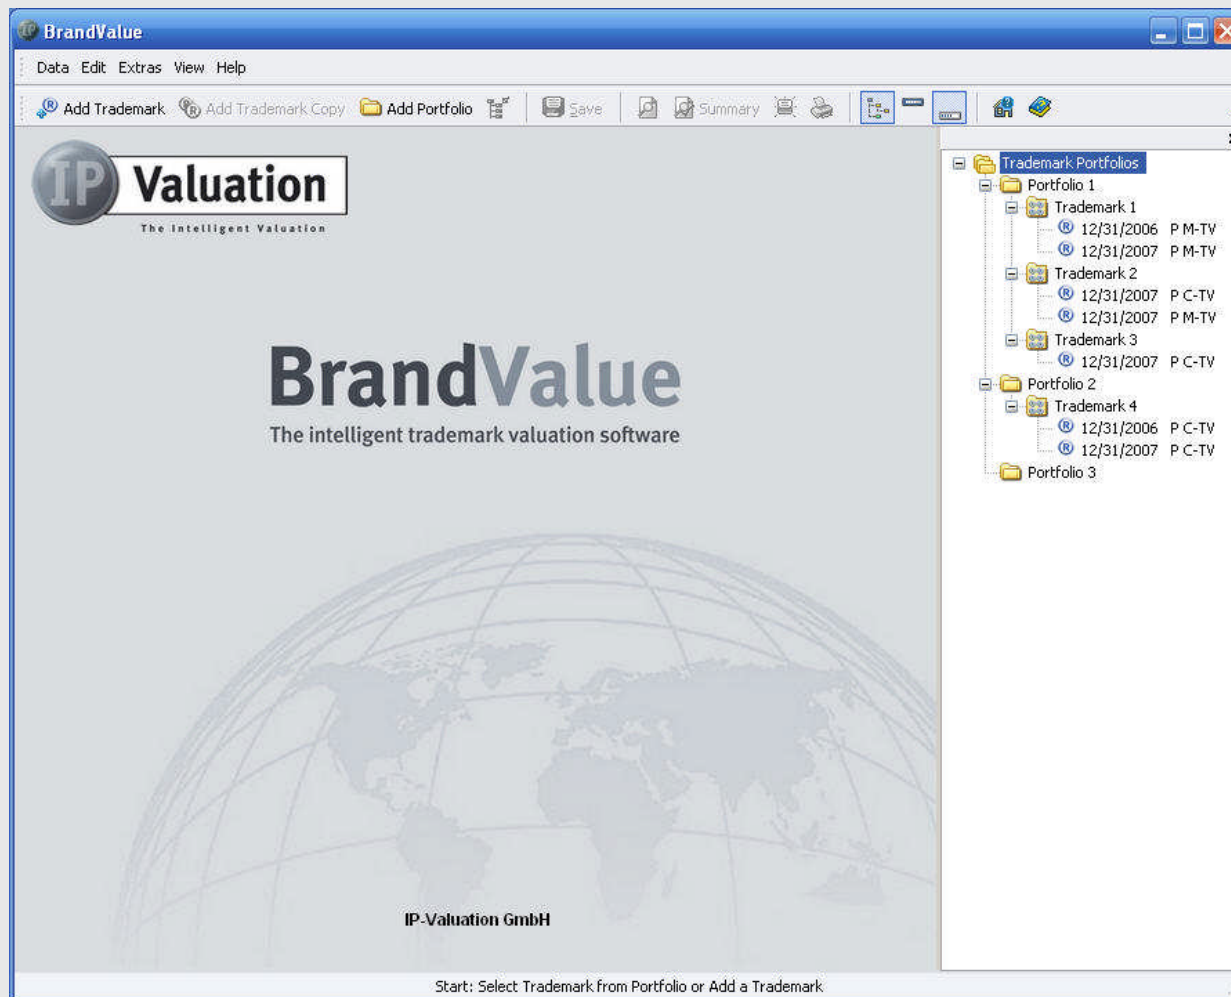 BrandValue
Data Edit Extras View Help
Add Trademark Add Trademark Copy Add Portfolio Save Summary
IP Valuation
The Intelligent Valuation
BrandValue
The intelligent trademark valuation software
IP-Valuation GmbH
Trademark Portfolios
Portfolio 1
Trademark 1
12/31/2006 P M-TV
12/31/2007 P M-TV
Trademark 2
12/31/2007 P C-TV
12/31/2007 P M-TV
Trademark 3
12/31/2007 P C-TV
Portfolio 2
Trademark 4
12/31/2006 P C-TV
12/31/2007 P C-TV
Portfolio 3
Start: Select Trademark from Portfolio or Add a Trademark